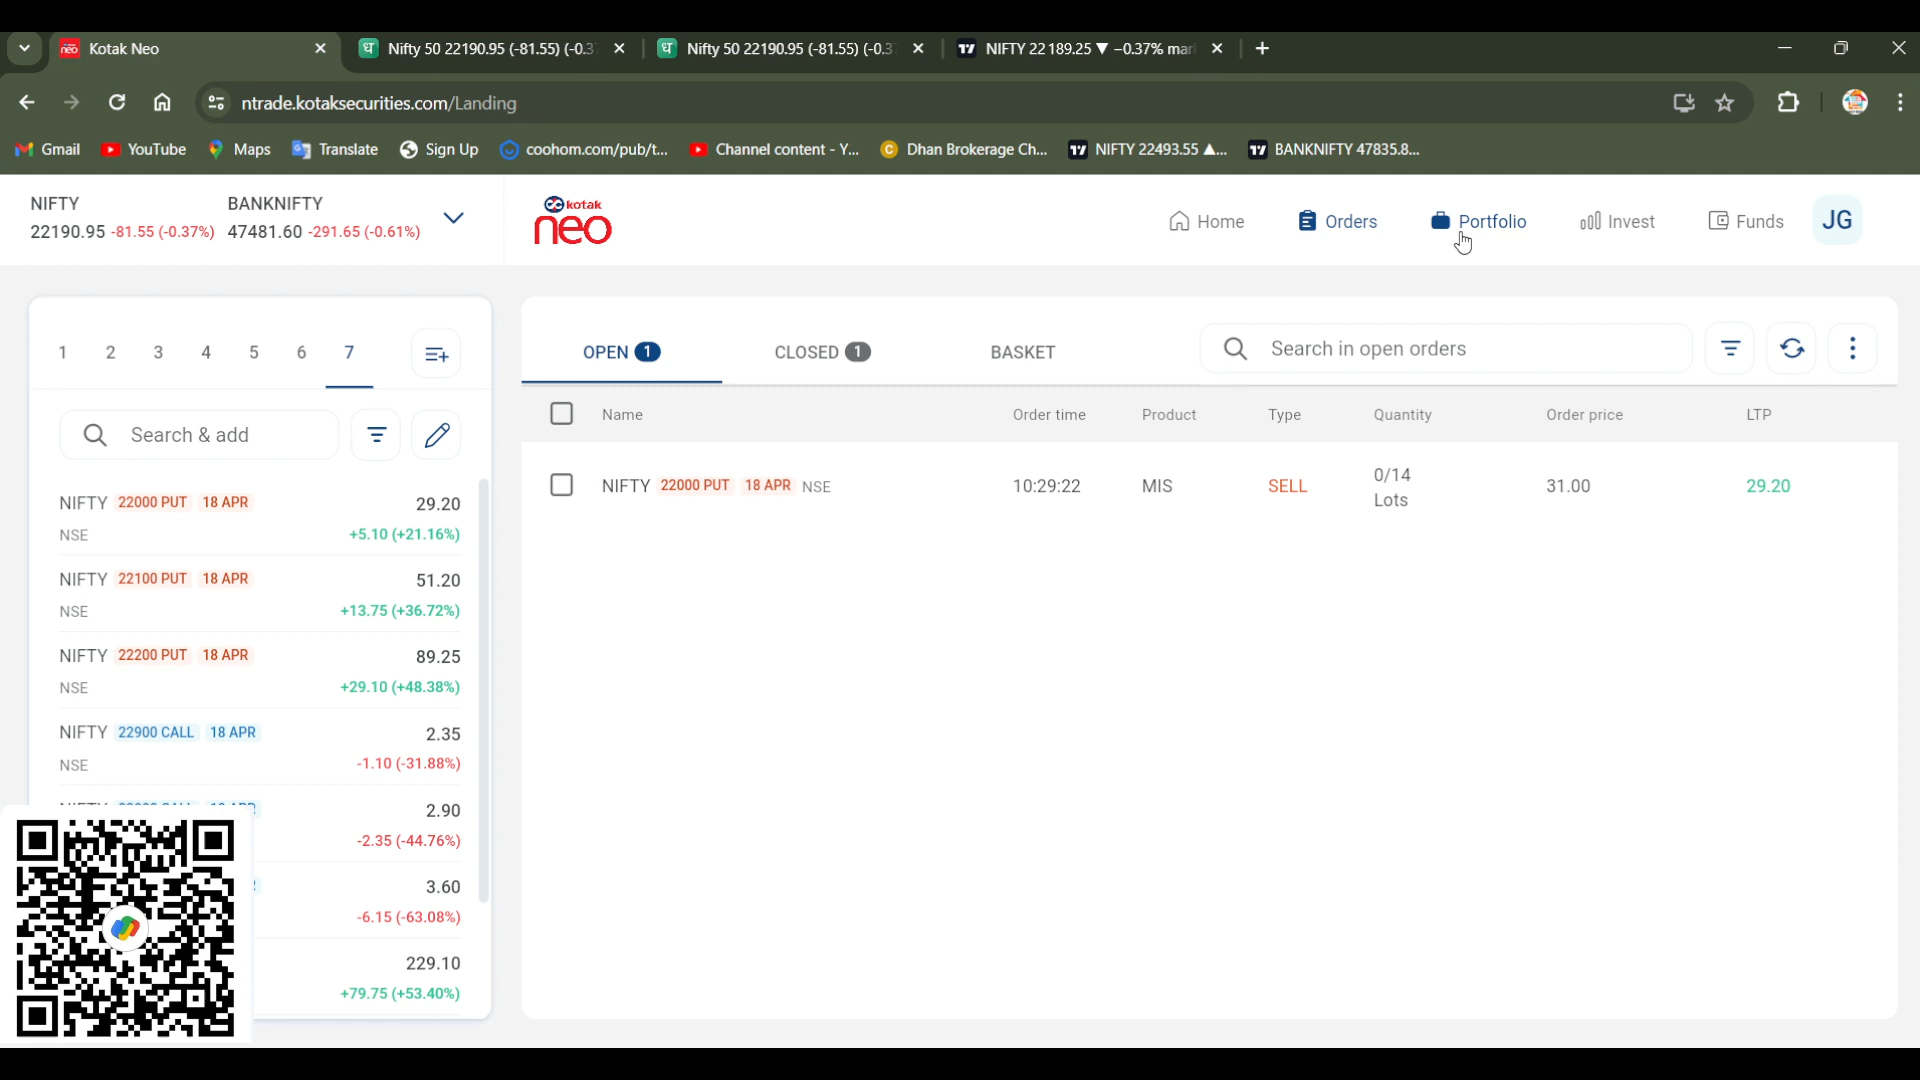 Kotak Neo
Nifty 50 22190.95 (-81.55) (-0.3
Nifty 50 22190.95 (-81.55) (-0.3
NIFTY 22 189.25 ▼ −0.37%
ntrade.kotaksecurities.com/Landing
Gmail YouTube Maps Translate Sign Up coohom.com/pub/t... Channel content - Y... Dhan Brokerage Ch... NIFTY 22493.55 ▲... BANKNIFTY 47835.8...
NIFTY BANKNIFTY
22190.95 -81.55 (-0.37%) 47481.60 -291.65 (-0.61%)
kotak
neo
Home Orders Portfolio Invest Funds JG
1 2 3 4 5 6 7
OPEN 1 CLOSED 1 BASKET Search in open orders
Search & add
Name Order time Product Type Quantity Order price LTP
NIFTY 22000 PUT 18 APR NSE 10:29:22 MIS SELL 0/14 Lots 31.00 29.20
NIFTY 22000 PUT 18 APR 29.20
NSE +5.10 (+21.16%)
NIFTY 22100 PUT 18 APR 51.20
NSE +13.75 (+36.72%)
NIFTY 22200 PUT 18 APR 89.25
NSE +29.10 (+48.38%)
NIFTY 22900 CALL 18 APR 2.35
NSE -1.10 (-31.88%)
2.90
-2.35 (-44.76%)
3.60
-6.15 (-63.08%)
229.10
+79.75 (+53.40%)